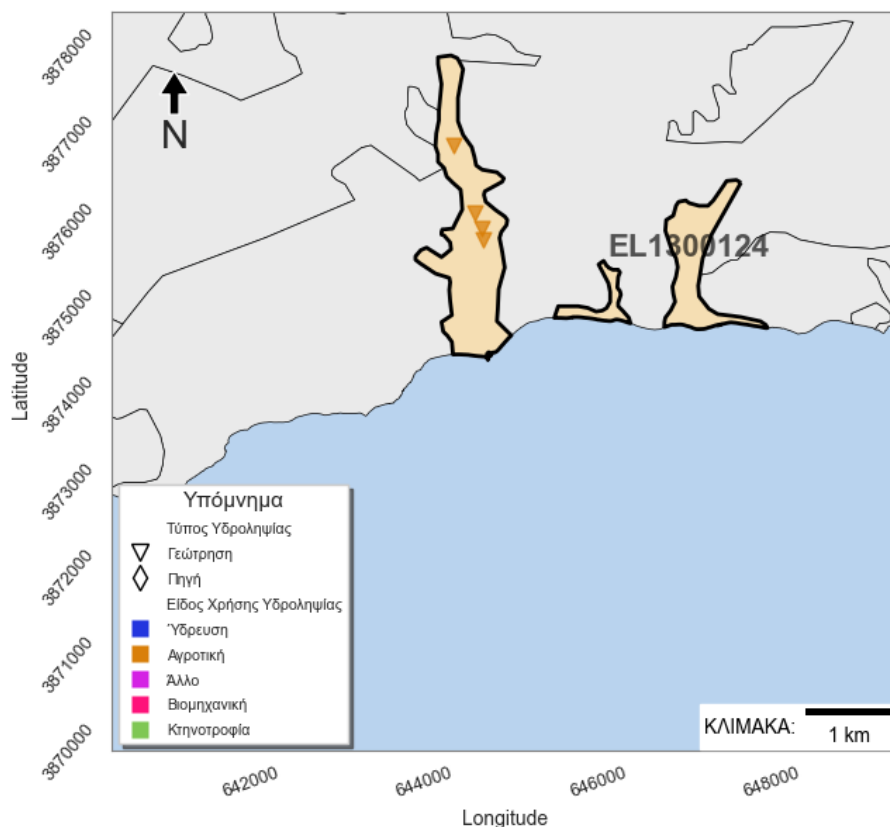 3878000
3877000
3876000
3875000
3874000
3873000
3872000
3871000
3870000
Latitude
N
EL1300124
Υπόμνημα
Τύπος Υδροληψίας
Γεώτρηση
Πηγή
Είδος Χρήσης Υδροληψίας
Ύδρευση
Αγροτική
Άλλο
Βιομηχανική
Κτηνοτροφία
ΚΛΙΜΑΚΑ:
1 km
642000
644000
646000
648000
Longitude